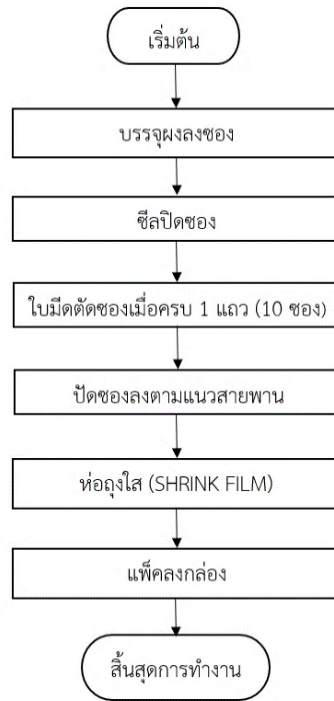 เริ่มต้น
บรรจุผงลงซอง
ซีลปิดซอง
ใบมีดตัดซองเมื่อครบ 1 แถว (10 ซอง)
ปัดซองลงตามแนวสายพาน
ห่อถุงใส (SHRINK FILM)
แพ็คลงกล่อง
สิ้นสุดการทำงาน